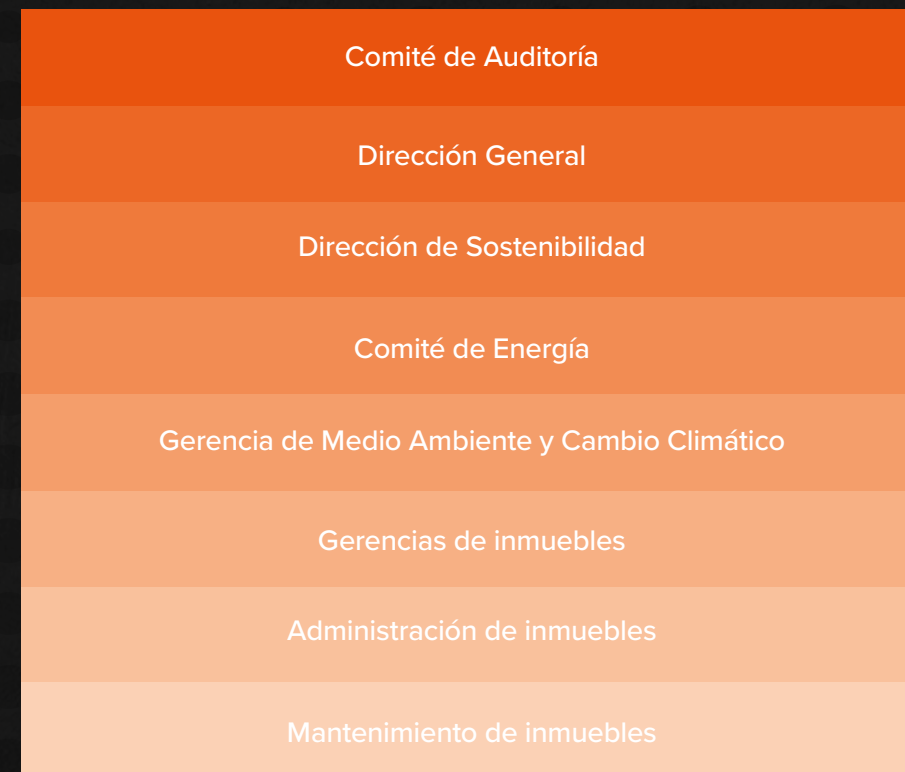 Comité de Auditoría
Dirección General
Dirección de Sostenibilidad
Comité de Energía
Gerencia de Medio Ambiente y Cambio Climático
Gerencias de inmuebles
Administración de inmuebles
Mantenimiento de inmuebles